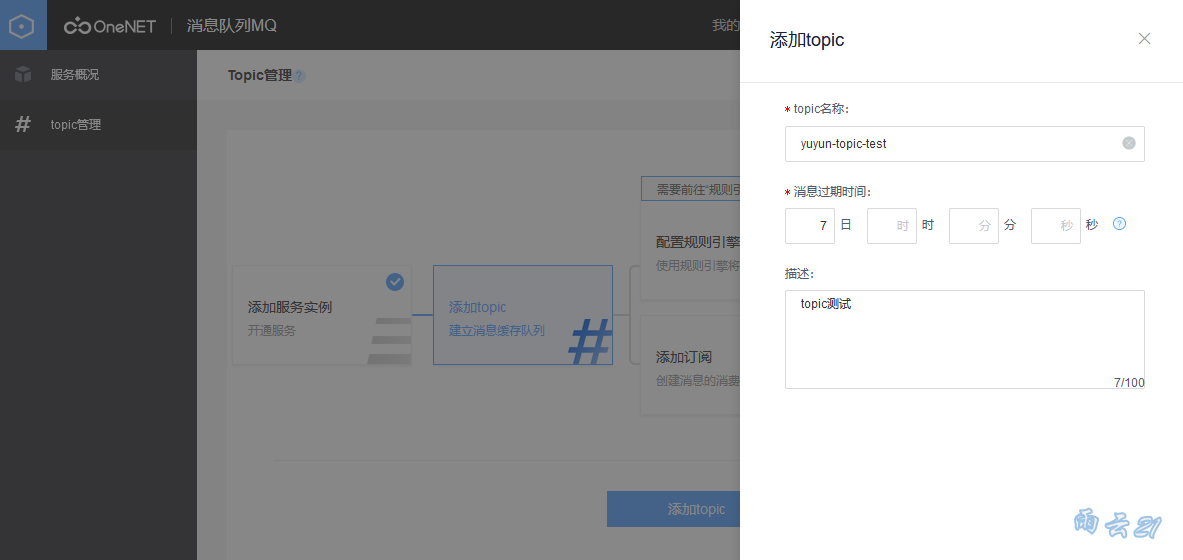 OneNET
消息队列MQ
我的
服务概况
topic管理
Topic管理 ?
添加服务实例
开通服务
添加topic
建立消息缓存队列
#
需要前往“规则引
配置规则引擎
使用规则引擎将
添加订阅
创建消息的消费
添加topic
添加topic
* topic名称:
yuyun-topic-test
* 消息过期时间:
7 日 时 时 分 分 秒 秒 ?
描述:
topic测试
7/100
雨云21